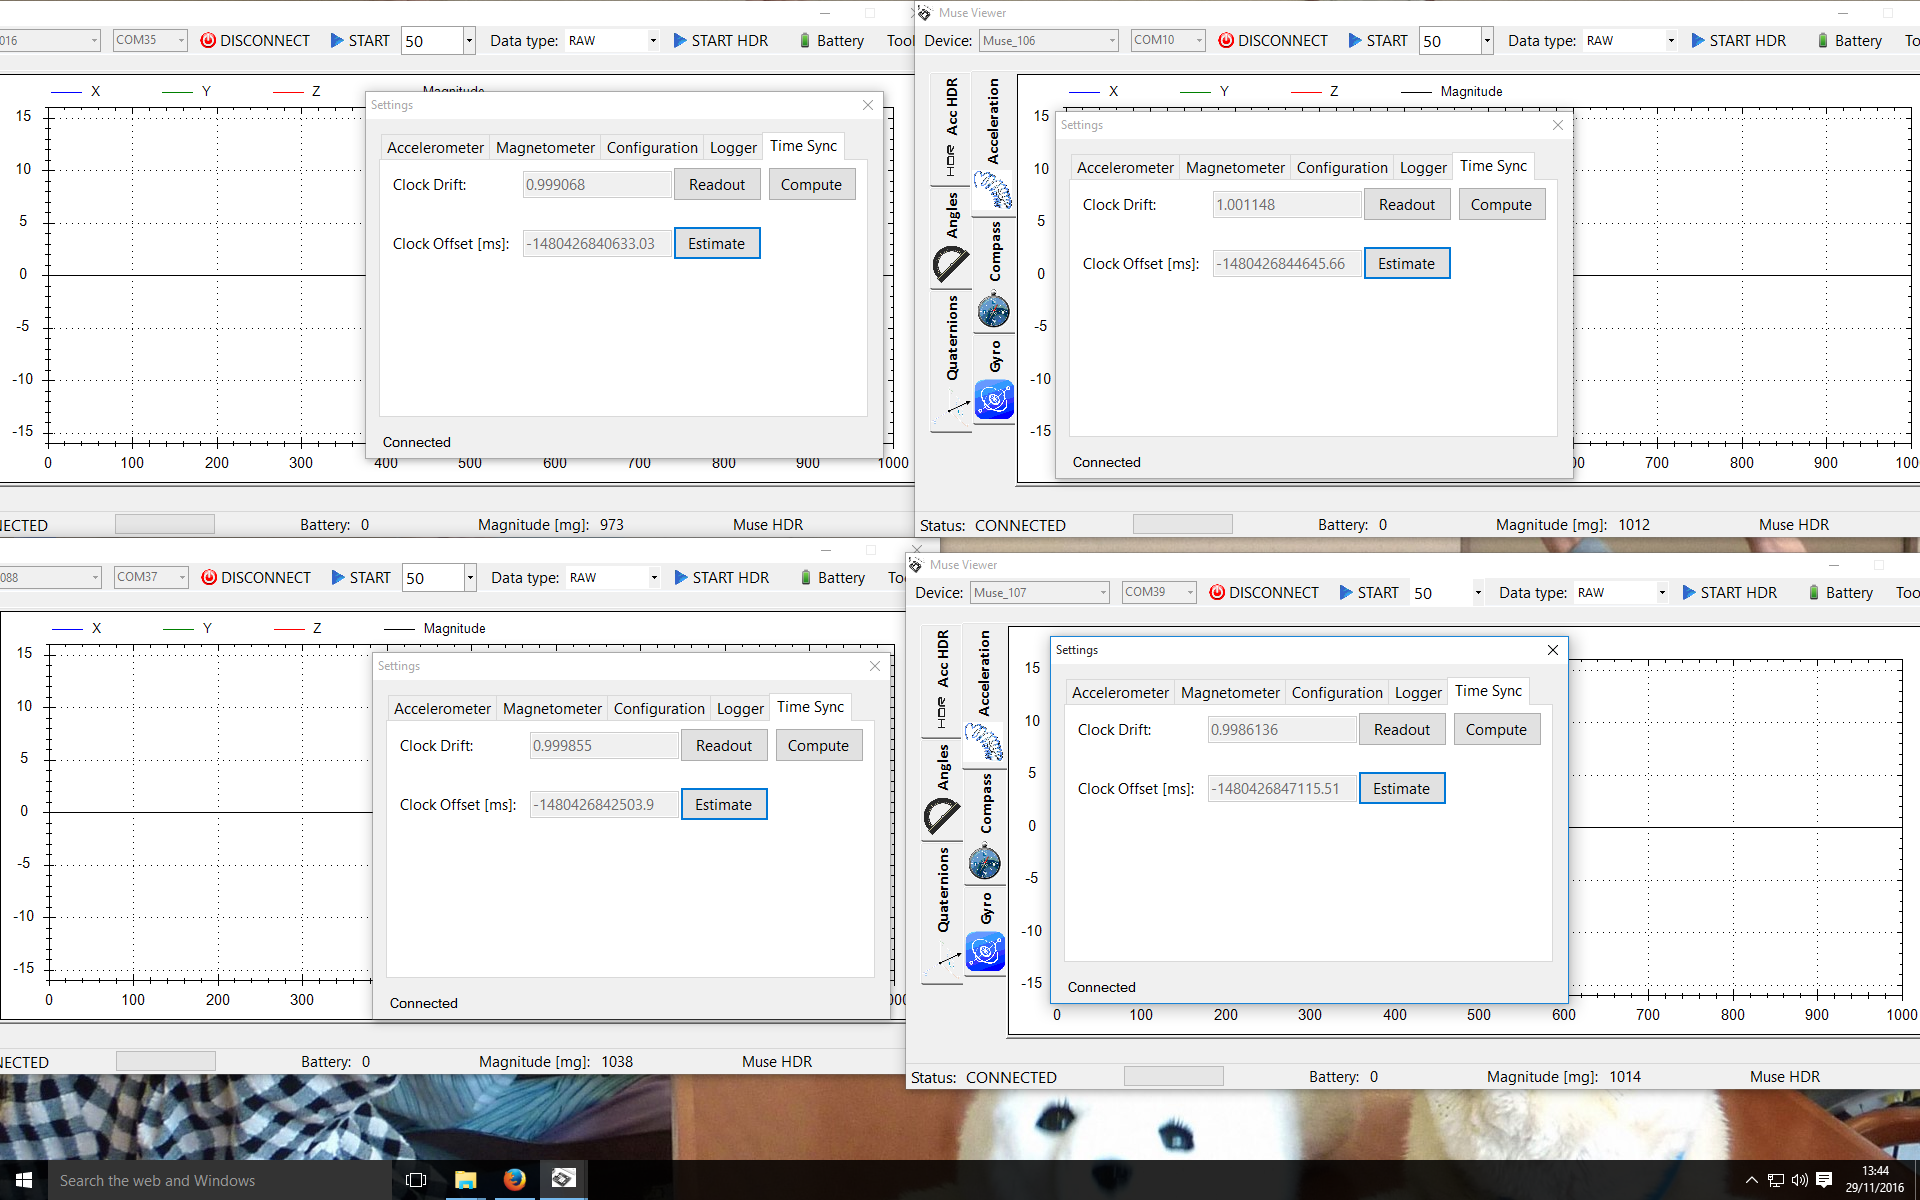 016 COM35 DISCONNECT START 50 Data type: RAW START HDR Battery
X Y Z
15
10
5
0
-5
-10
-15
0 100 200 300 400 500 600 700 800 900 1000
Settings
Accelerometer Magnetometer Configuration Logger Time Sync
Clock Drift: 0.999068 Readout Compute
Clock Offset [ms]: -1480426840633.03 Estimate
Connected
NECTED Battery: 0 Magnitude [mg]: 973 Muse HDR
Muse Viewer
Device: Muse_106 COM10 DISCONNECT START 50 Data type: RAW START HDR Battery To
Acc HDR
HDR
Acceleration
Angles
Compass
Quaternions
Gyro
X Y Z Magnitude
15
10
5
0
-5
-10
-15
700 800 900 100
Settings
Accelerometer Magnetometer Configuration Logger Time Sync
Clock Drift: 1.001148 Readout Compute
Clock Offset [ms]: -1480426844645.66 Estimate
Connected
Status: CONNECTED Battery: 0 Magnitude [mg]: 1012 Muse HDR
088 COM37 DISCONNECT START 50 Data type: RAW START HDR Battery
X Y Z Magnitude
15
10
5
0
-5
-10
-15
0 100 200 300
Settings
Accelerometer Magnetometer Configuration Logger Time Sync
Clock Drift: 0.999855 Readout Compute
Clock Offset [ms]: -1480426842503.9 Estimate
Connected
NECTED Battery: 0 Magnitude [mg]: 1038 Muse HDR
Muse Viewer
Device: Muse_107 COM39 DISCONNECT START 50 Data type: RAW START HDR Battery Too
Acc HDR
HDR
Acceleration
Angles
Compass
Quaternions
Gyro
15
10
5
0
-5
-10
-15
0 100 200 300 400 500 600 700 800 900 1000
Settings
Accelerometer Magnetometer Configuration Logger Time Sync
Clock Drift: 0.9986136 Readout Compute
Clock Offset [ms]: -1480426847115.51 Estimate
Connected
Status: CONNECTED Battery: 0 Magnitude [mg]: 1014 Muse HDR
Search the web and Windows
13:44
29/11/2016